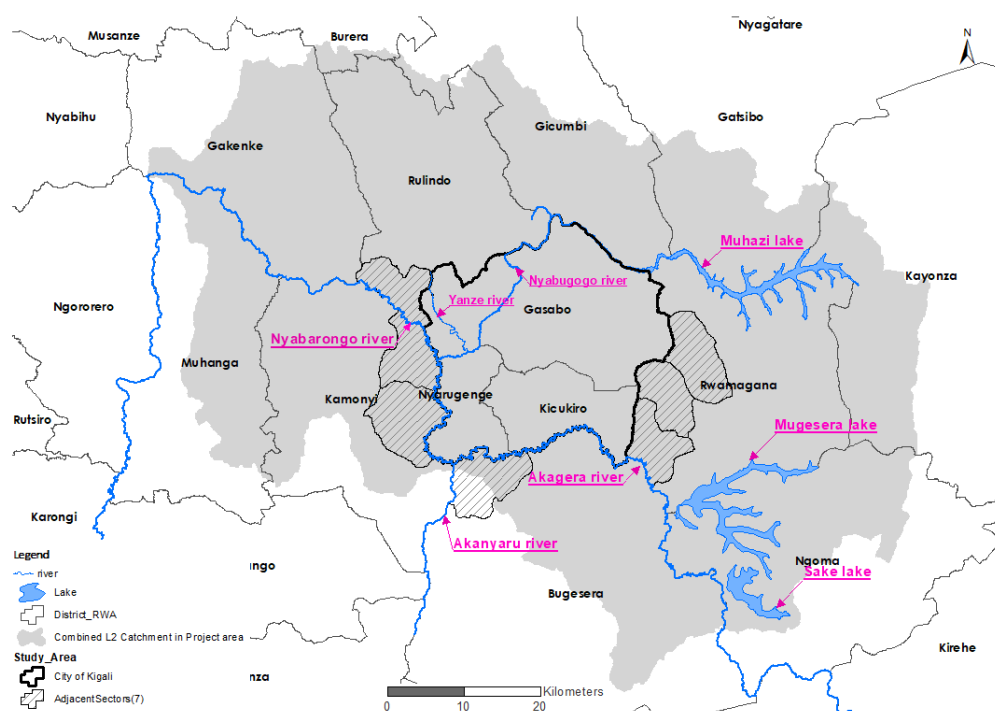 Musanze
Burera
Nyagatare
N
Nyabihu
Gatsibo
Gicumbi
Gakenke
Rulindo
Muhazi lake
Kayonza
Nyabugogo river
Ngororero
Yanze river
Gasabo
Nyabarongo river
Muhanga
Rwamagana
Nyarugenge
Kamonyi
Kicukiro
Rutsiro
Mugesera lake
Akagera river
Karongi
Akanyaru river
Legend
river
Lake
District_RWA
Combined L2 Catchment in Project area
Study_Area
City of Kigali
AdjacentSectors(7)
ango
Ngoma
Sake lake
Bugesera
Kirehe
nza
Kilometers
0 10 20